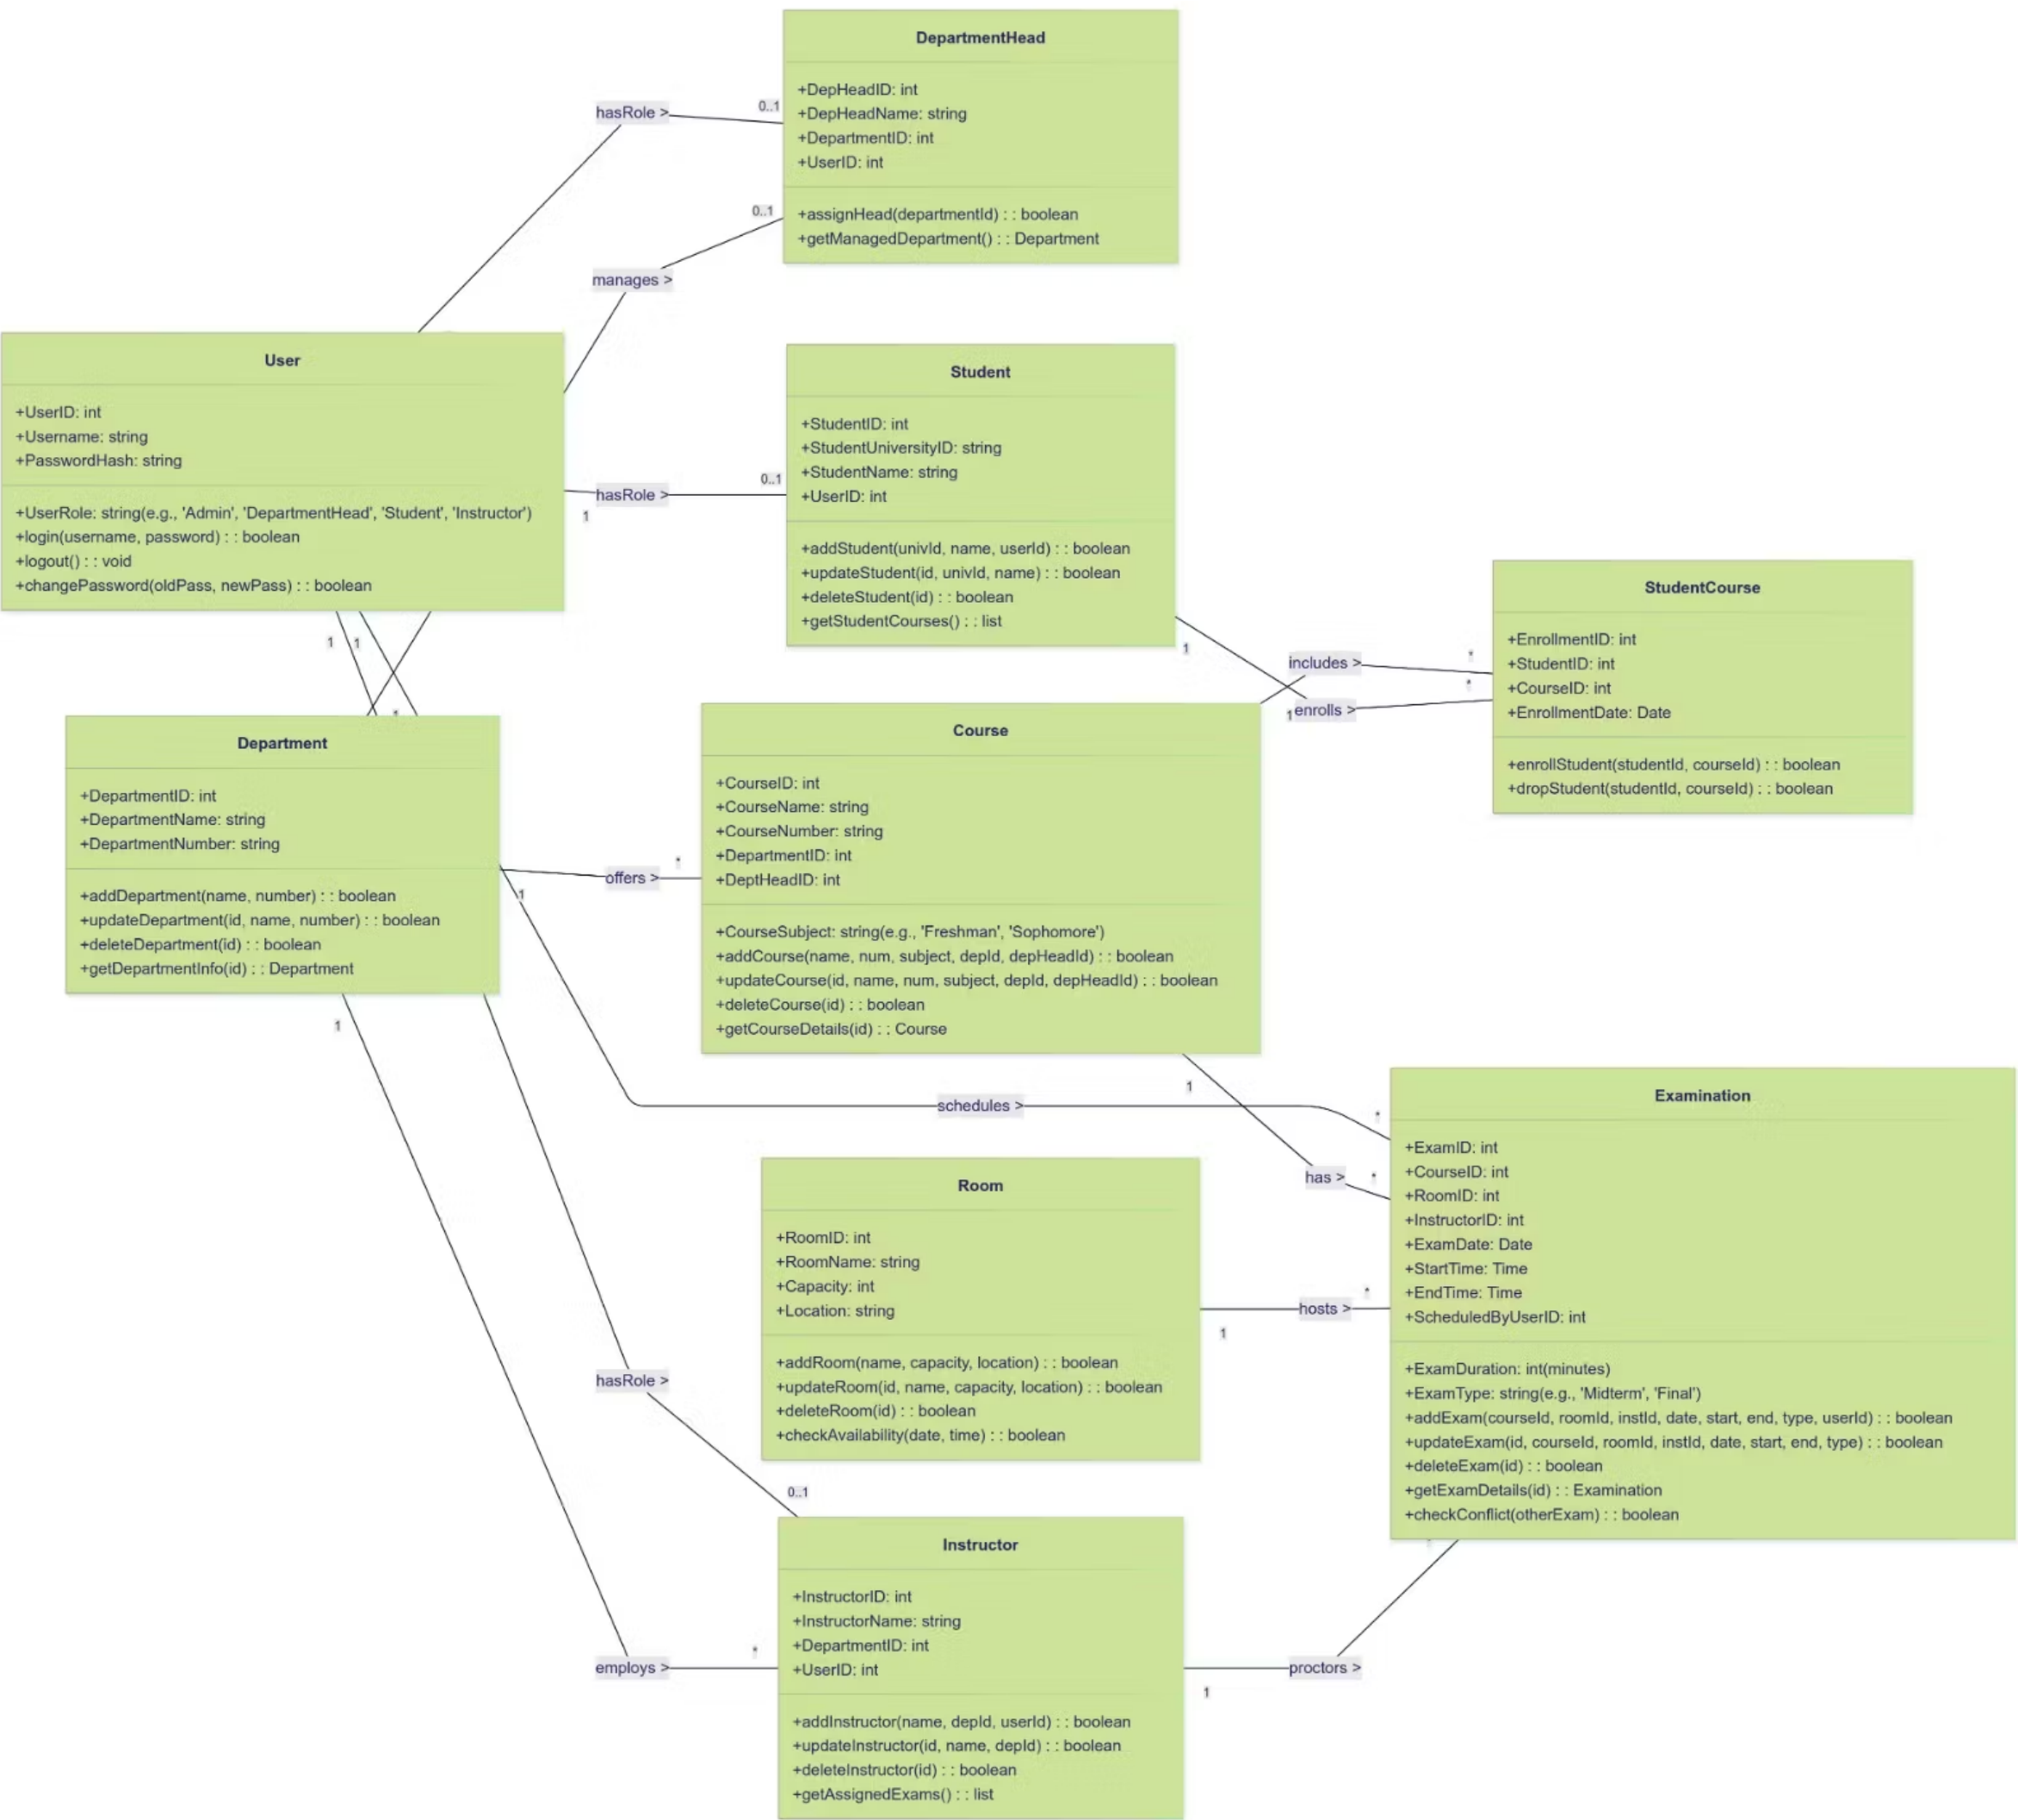 DepartmentHead
+DepHeadID: int
+DepHeadName: string
+DepartmentID: int
+UserID: int
+assignHead(departmentId) : : boolean
+getManagedDepartment() : : Department
hasRole >
0..1
manages >
0..1
User
+UserID: int
+Username: string
+PasswordHash: string
+UserRole: string(e.g., 'Admin', 'DepartmentHead', 'Student', 'Instructor')
+login(username, password) : : boolean
+logout() : : void
+changePassword(oldPass, newPass) : : boolean
hasRole >
1
0..1
Student
+StudentID: int
+StudentUniversityID: string
+StudentName: string
+UserID: int
+addStudent(univId, name, userId) : : boolean
+updateStudent(id, univId, name) : : boolean
+deleteStudent(id) : : boolean
+getStudentCourses() : : list
1
includes >
*
1
enrolls >
*
StudentCourse
+EnrollmentID: int
+StudentID: int
+CourseID: int
+EnrollmentDate: Date
+enrollStudent(studentId, courseId) : : boolean
+dropStudent(studentId, courseId) : : boolean
1
1
Department
+DepartmentID: int
+DepartmentName: string
+DepartmentNumber: string
+addDepartment(name, number) : : boolean
+updateDepartment(id, name, number) : : boolean
+deleteDepartment(id) : : boolean
+getDepartmentInfo(id) : : Department
1
offers >
*
1
Course
+CourseID: int
+CourseName: string
+CourseNumber: string
+DepartmentID: int
+DeptHeadID: int
+CourseSubject: string(e.g., 'Freshman', 'Sophomore')
+addCourse(name, num, subject, depId, depHeadId) : : boolean
+updateCourse(id, name, num, subject, depId, depHeadId) : : boolean
+deleteCourse(id) : : boolean
+getCourseDetails(id) : : Course
1
schedules >
*
has >
*
Room
+RoomID: int
+RoomName: string
+Capacity: int
+Location: string
+addRoom(name, capacity, location) : : boolean
+updateRoom(id, name, capacity, location) : : boolean
+deleteRoom(id) : : boolean
+checkAvailability(date, time) : : boolean
1
hosts >
*
Examination
+ExamID: int
+CourseID: int
+RoomID: int
+InstructorID: int
+ExamDate: Date
+StartTime: Time
+EndTime: Time
+ScheduledByUserID: int
+ExamDuration: int(minutes)
+ExamType: string(e.g., 'Midterm', 'Final')
+addExam(courseId, roomId, instId, date, start, end, type, userId) : : boolean
+updateExam(id, courseId, roomId, instId, date, start, end, type) : : boolean
+deleteExam(id) : : boolean
+getExamDetails(id) : : Examination
+checkConflict(otherExam) : : boolean
hasRole >
0..1
employs >
*
Instructor
+InstructorID: int
+InstructorName: string
+DepartmentID: int
+UserID: int
+addInstructor(name, depId, userId) : : boolean
+updateInstructor(id, name, depId) : : boolean
+deleteInstructor(id) : : boolean
+getAssignedExams() : : list
1
proctors >